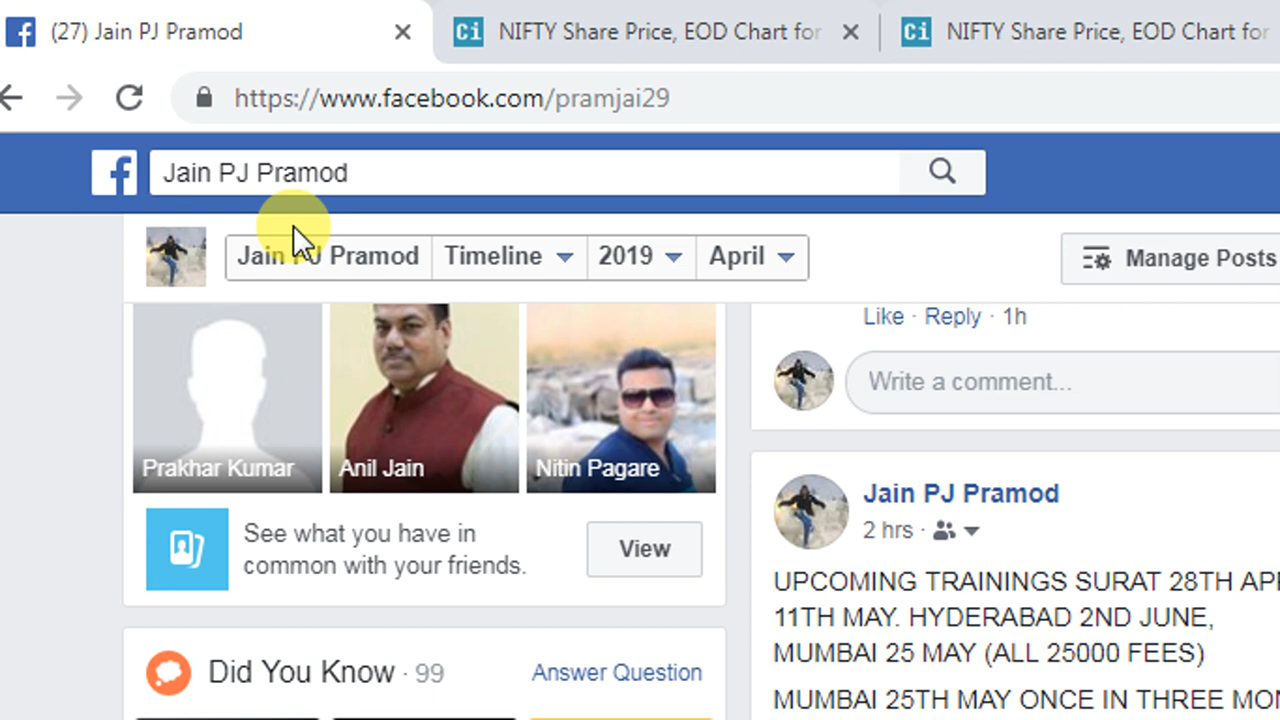 (27) Jain PJ Pramod
NIFTY Share Price, EOD Chart for
NIFTY Share Price, EOD Chart for
https://www.facebook.com/pramjai29
Jain PJ Pramod
Jain PJ Pramod Timeline 2019 April Manage Posts
Prakhar Kumar Anil Jain Nitin Pagare
See what you have in
common with your friends.
View
Did You Know · 99 Answer Question
Like · Reply · 1h
Write a comment...
Jain PJ Pramod
2 hrs ·
UPCOMING TRAININGS SURAT 28TH
11TH MAY. HYDERABAD 2ND JUNE,
MUMBAI 25 MAY (ALL 25000 FEES)
MUMBAI 25TH MAY ONCE IN THREE